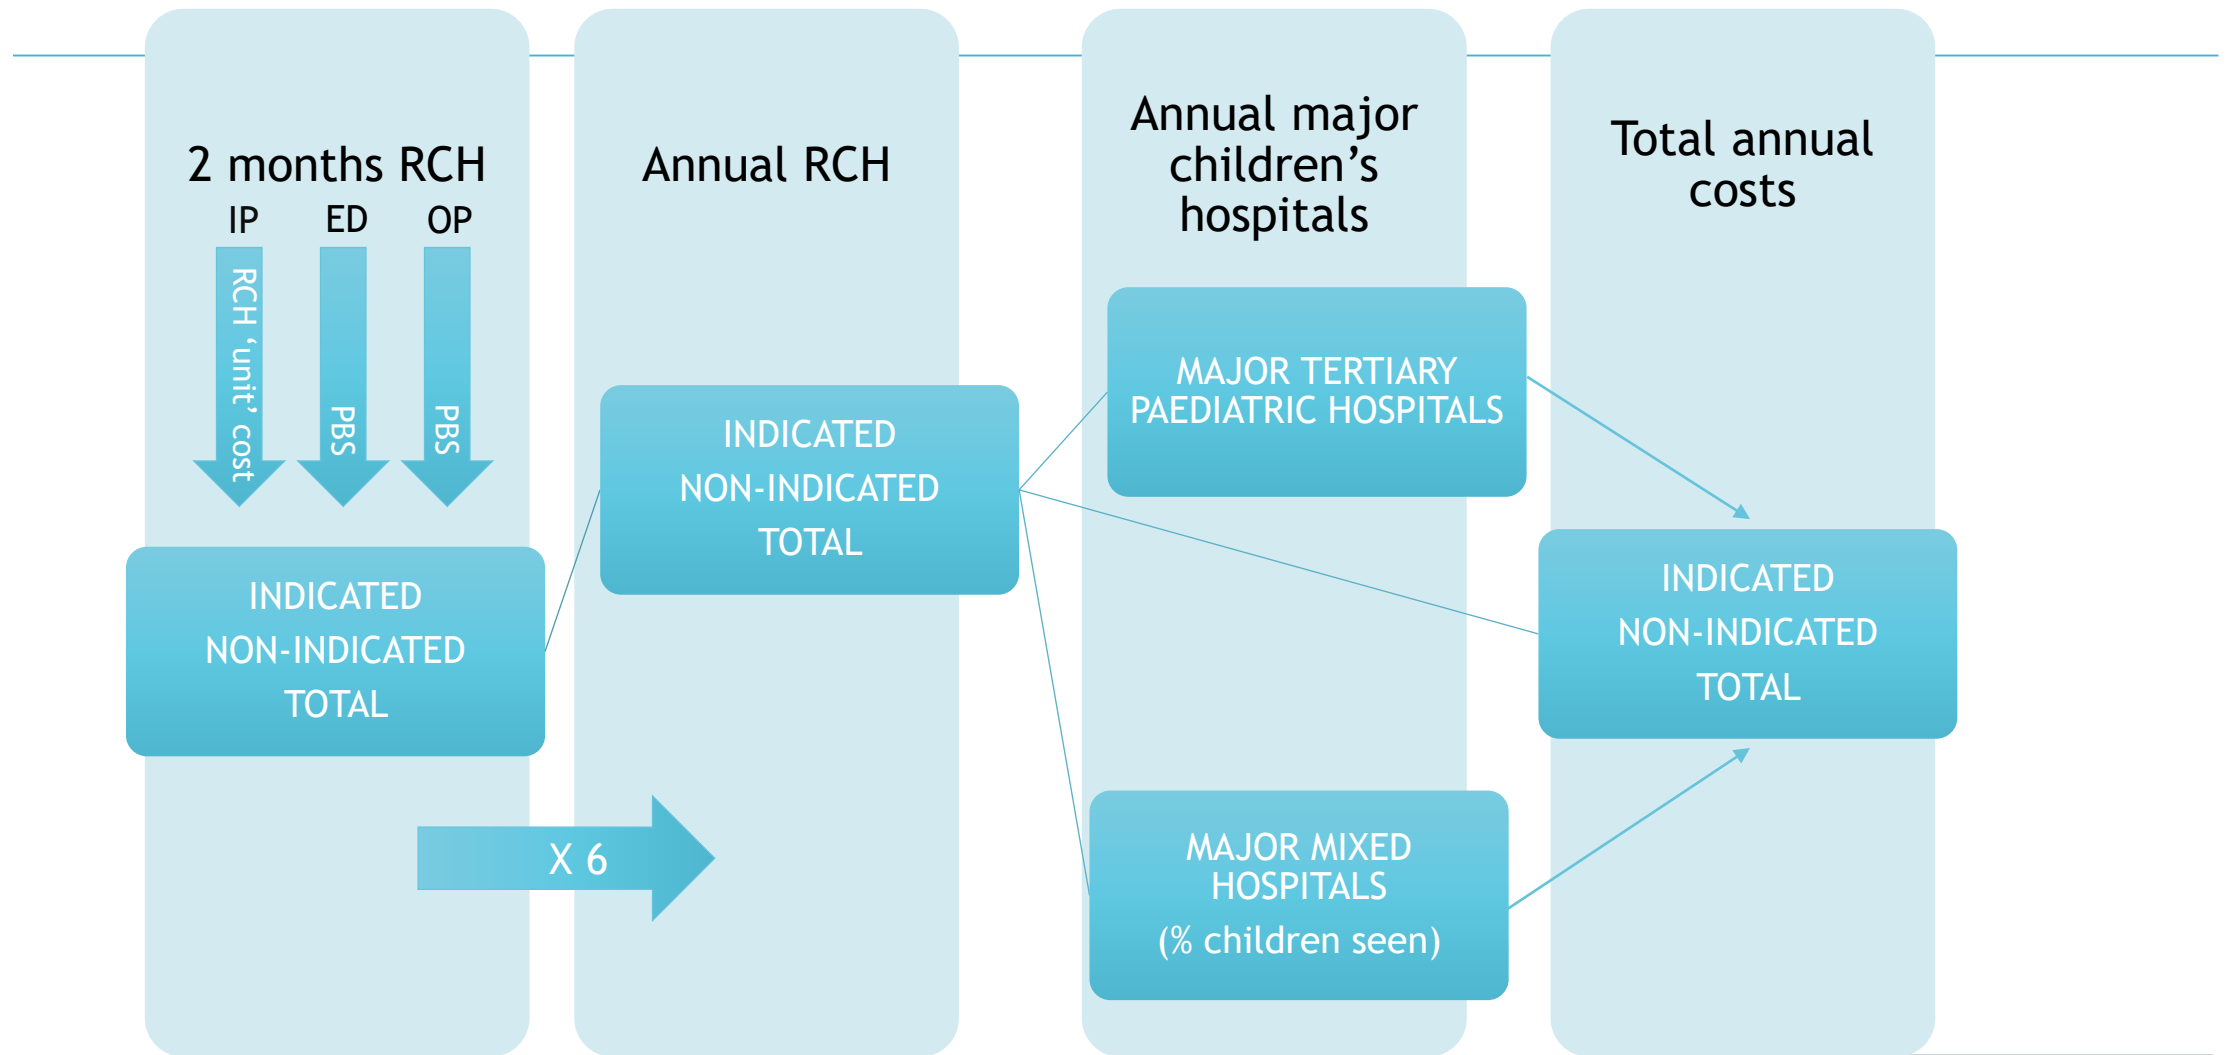 2 months RCH
IP ED OP
RCH ‘unit’ cost
PBS
PBS
INDICATED
NON-INDICATED
TOTAL
X 6
Annual RCH
INDICATED
NON-INDICATED
TOTAL
Annual major
children’s
hospitals
MAJOR TERTIARY
PAEDIATRIC HOSPITALS
MAJOR MIXED
HOSPITALS
(% children seen)
Total annual
costs
INDICATED
NON-INDICATED
TOTAL